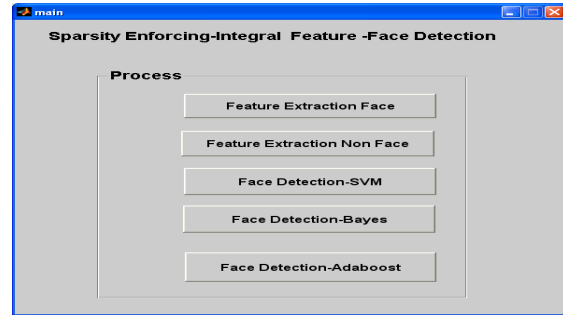 main
Sparsity Enforcing-Integral Feature -Face Detection
Process
Feature Extraction Face
Feature Extraction Non Face
Face Detection-SVM
Face Detection-Bayes
Face Detection-Adaboost